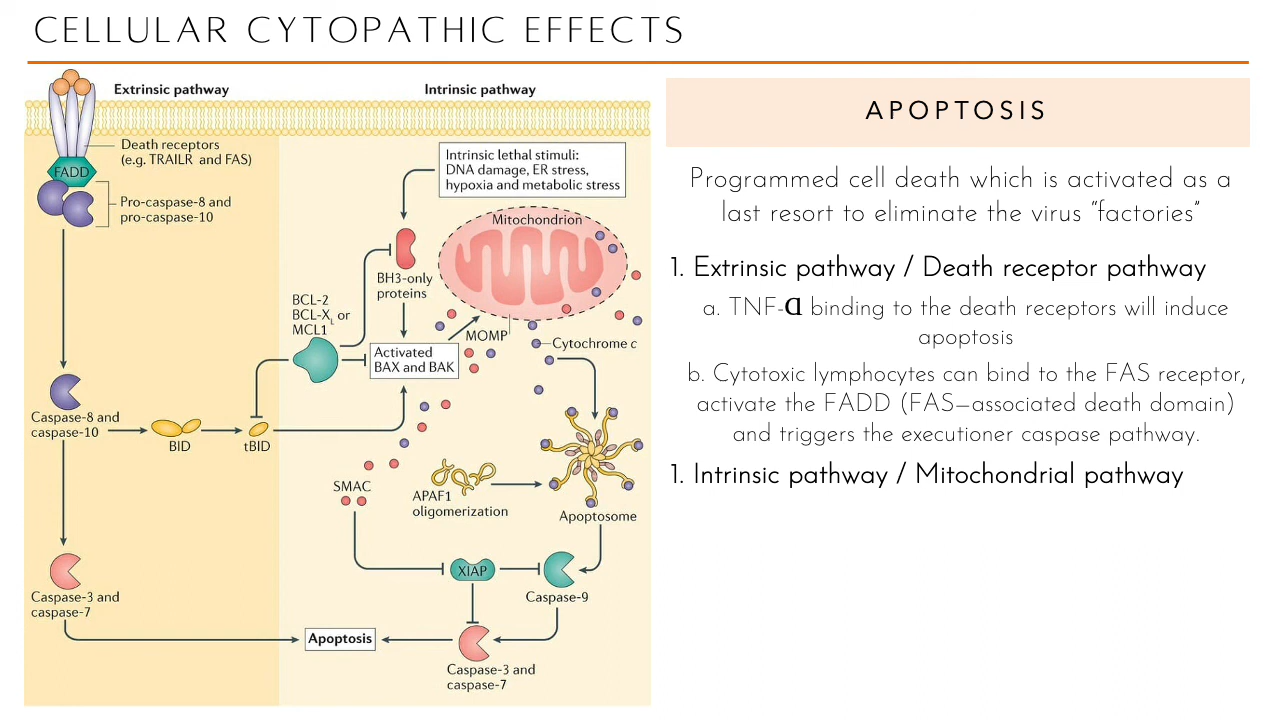 CELLULAR CYTOPATHIC EFFECTS
Extrinsic pathway
Intrinsic pathway
Death receptors
(e.g. TRAILR and FAS)
FADD
Pro-caspase-8 and
pro-caspase-10
Intrinsic lethal stimuli:
DNA damage, ER stress,
hypoxia and metabolic stress
Mitochondrion
BH3-only
proteins
BCL-2
BCL-XL or
MCL1
MOMP
Activated
BAX and BAK
Cytochrome c
Caspase-8 and
caspase-10
BID
tBID
SMAC
APAF1
oligomerization
Apoptosome
XIAP
Caspase-9
Caspase-3 and
caspase-7
Apoptosis
Caspase-3 and
caspase-7
APOPTOSIS
Programmed cell death which is activated as a
last resort to eliminate the virus “factories”
1. Extrinsic pathway / Death receptor pathway
a. TNF-ɑ binding to the death receptors will induce
apoptosis
b. Cytotoxic lymphocytes can bind to the FAS receptor,
activate the FADD (FAS–associated death domain)
and triggers the executioner caspase pathway.
1. Intrinsic pathway / Mitochondrial pathway